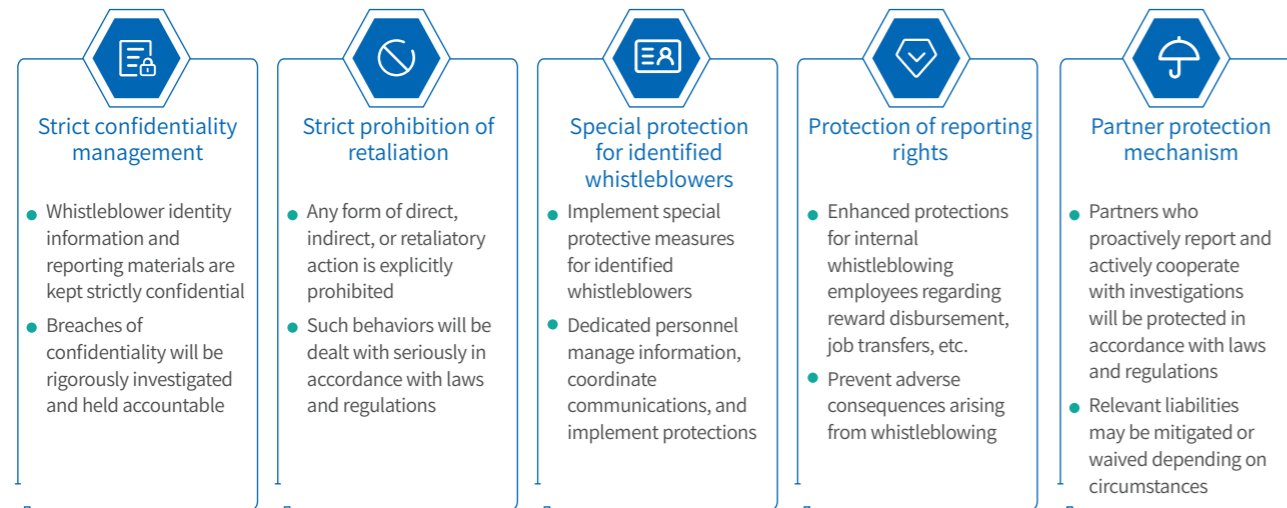 Strict confidentiality
management
● Whistleblower identity
information and
reporting materials are
kept strictly confidential
● Breaches of
confidentiality will be
rigorously investigated
and held accountable
Strict prohibition of
retaliation
● Any form of direct,
indirect, or retaliatory
action is explicitly
prohibited
● Such behaviors will be
dealt with seriously in
accordance with laws
and regulations
Special protection
for identified
whistleblowers
● Implement special
protective measures
for identified
whistleblowers
● Dedicated personnel
manage information,
coordinate
communications, and
implement protections
Protection of reporting
rights
● Enhanced protections
for internal
whistleblowing
employees regarding
reward disbursement,
job transfers, etc.
● Prevent adverse
consequences arising
from whistleblowing
Partner protection
mechanism
● Partners who
proactively report and
actively cooperate
with investigations
will be protected in
accordance with laws
and regulations
● Relevant liabilities
may be mitigated or
waived depending on
circumstances